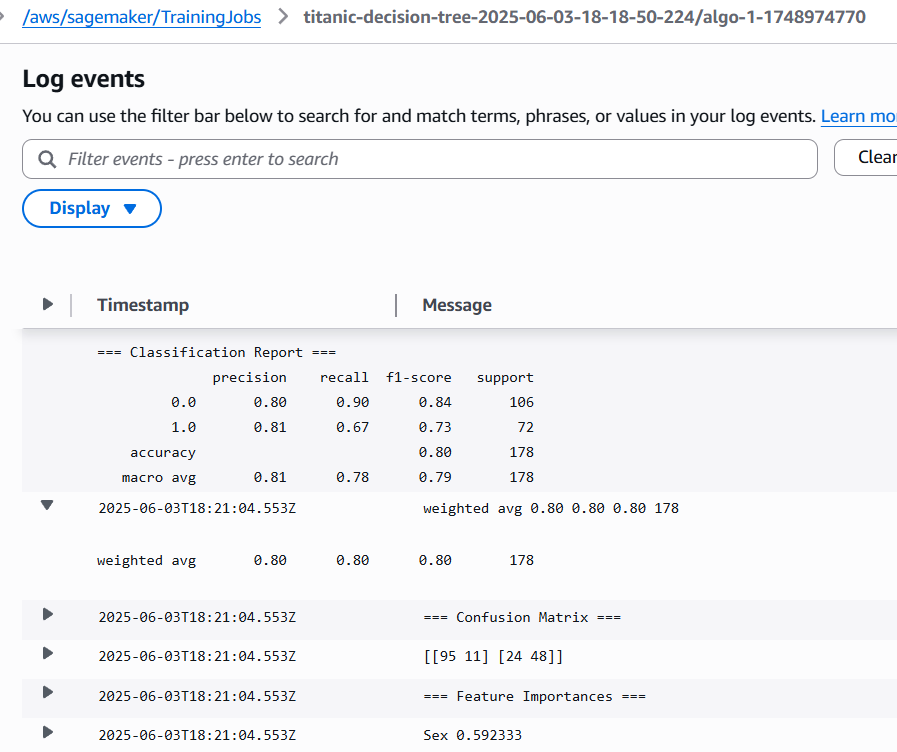 /aws/sagemaker/TrainingJobs > titanic-decision-tree-2025-06-03-18-18-50-224/algo-1-1748974770
Log events
You can use the filter bar below to search for and match terms, phrases, or values in your log events. Learn mo
Filter events - press enter to search
Clear
Display
Timestamp Message
=== Classification Report ===
precision recall f1-score support
0.0 0.80 0.90 0.84 106
1.0 0.81 0.67 0.73 72
accuracy 0.80 178
macro avg 0.81 0.78 0.79 178
2025-06-03T18:21:04.553Z weighted avg 0.80 0.80 0.80 178
weighted avg 0.80 0.80 0.80 178
2025-06-03T18:21:04.553Z === Confusion Matrix ===
2025-06-03T18:21:04.553Z [[95 11] [24 48]]
2025-06-03T18:21:04.553Z === Feature Importances ===
2025-06-03T18:21:04.553Z Sex 0.592333